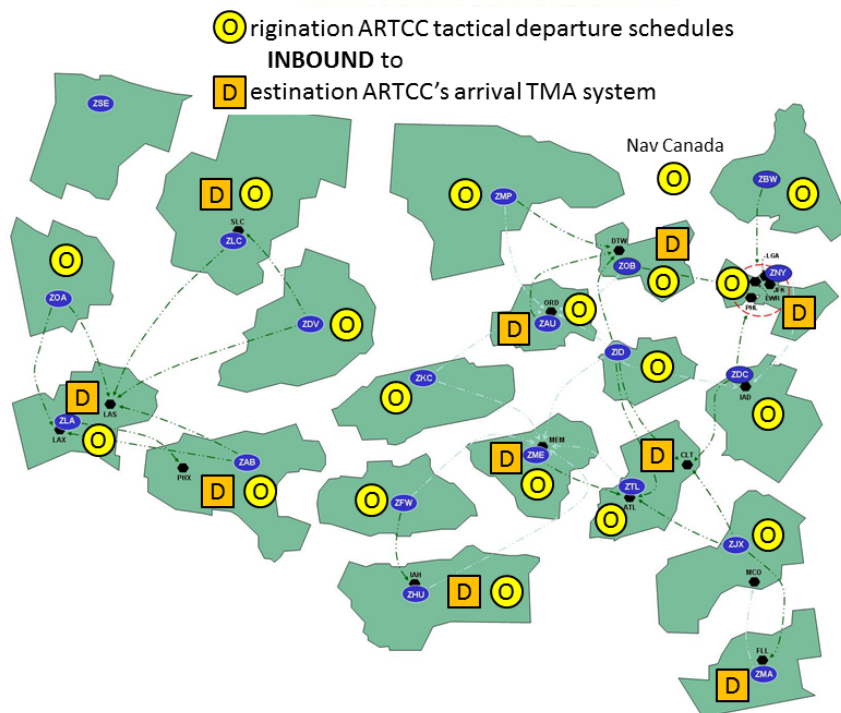 O rigination ARTCC tactical departure schedules
INBOUND to
D estination ARTCC's arrival TMA system
ZSE
Nav Canada
O
ZBW
O
D O
SLC
ZLC
O ZMP
DTW
ZOB
D
O
LGA
ZNY
O
JFK
EWR
PHL
D
O
ZOA
ZDV O
ORD
O
D ZAU
ZID
O
ZDC
IAD
O
ZKC
O
D
LAS
ZLA
LAX
O
PHX
ZAB
D O
MEM
D ZME
O
D
CLT
ZTL
ATL
O
O ZFW
ZJX O
MCO
IAH
ZHU
D O
FLL
ZMA
D